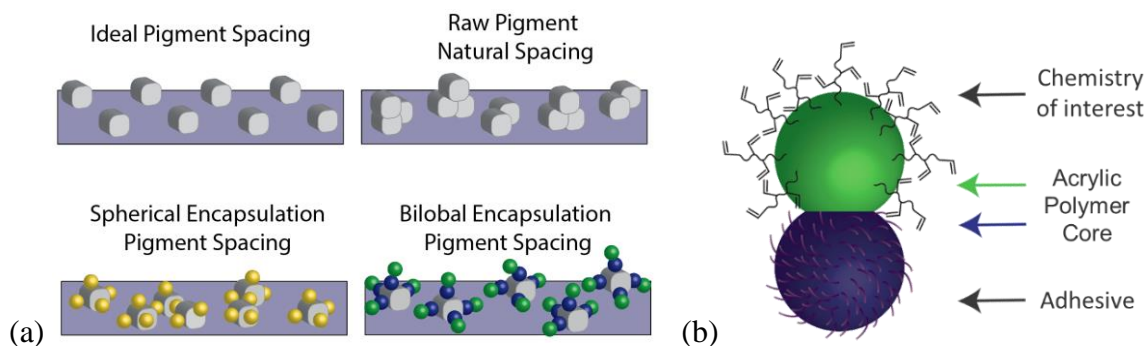 Ideal Pigment Spacing
Raw Pigment
Natural Spacing
Spherical Encapsulation
Pigment Spacing
Bilobal Encapsulation
Pigment Spacing
(a)
Chemistry
of interest
Acrylic
Polymer
Core
Adhesive
(b)